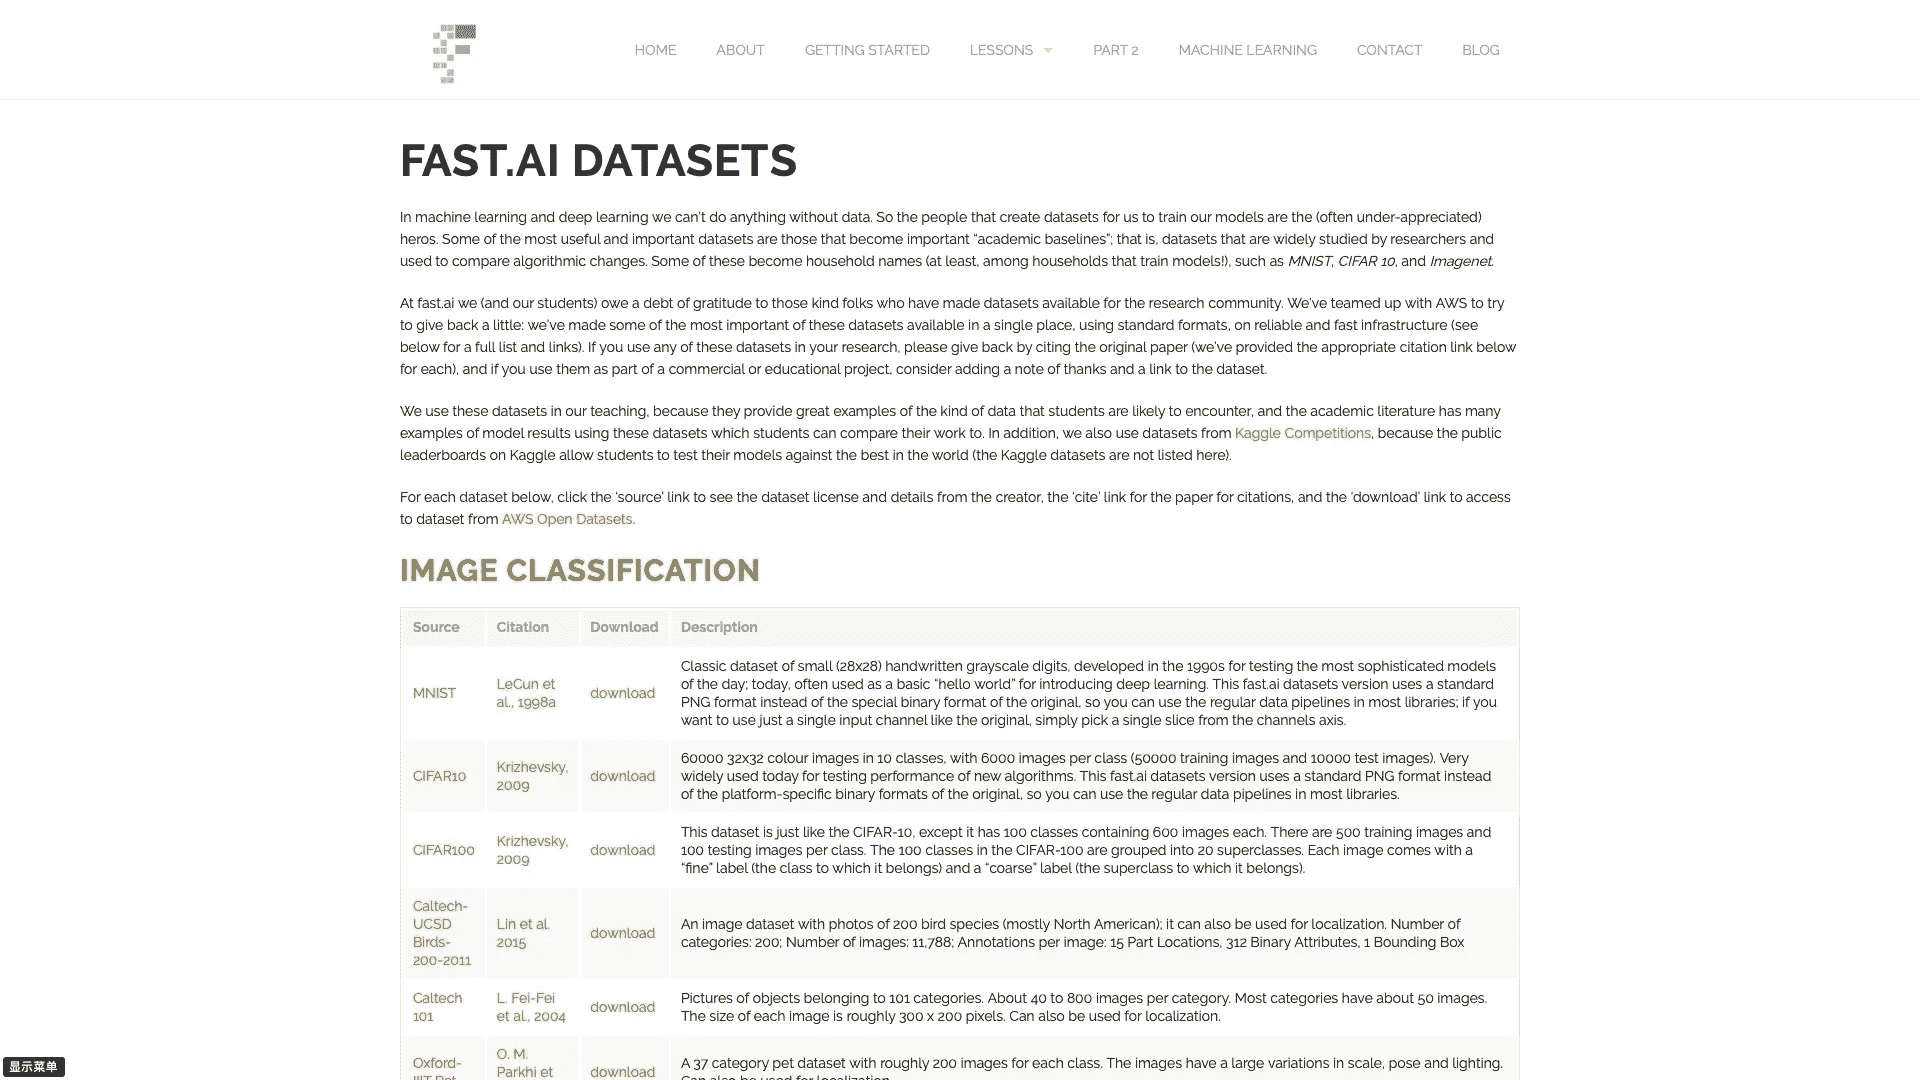 HOME ABOUT GETTING STARTED LESSONS PART 2 MACHINE LEARNING CONTACT BLOG
FAST.AI DATASETS
In machine learning and deep learning we can't do anything without data. So the people that create datasets for us to train our models are the (often under-appreciated)
heros. Some of the most useful and important datasets are those that become important “academic baselines”; that is, datasets that are widely studied by researchers and
used to compare algorithmic changes. Some of these become household names (at least, among households that train models!), such as MNIST, CIFAR 10, and Imagenet.
At fast.ai we (and our students) owe a debt of gratitude to those kind folks who have made datasets available for the research community. We've teamed up with AWS to try
to give back a little: we've made some of the most important of these datasets available in a single place, using standard formats, on reliable and fast infrastructure (see
below for a full list and links). If you use any of these datasets in your research, please give back by citing the original paper (we've provided the appropriate citation link below
for each), and if you use them as part of a commercial or educational project, consider adding a note of thanks and a link to the dataset.
We use these datasets in our teaching, because they provide great examples of the kind of data that students are likely to encounter, and the academic literature has many
examples of model results using these datasets which students can compare their work to. In addition, we also use datasets from Kaggle Competitions, because the public
leaderboards on Kaggle allow students to test their models against the best in the world (the Kaggle datasets are not listed here).
For each dataset below, click the ‘source’ link to see the dataset license and details from the creator, the ‘cite’ link for the paper for citations, and the ‘download’ link to access
to dataset from AWS Open Datasets.
IMAGE CLASSIFICATION
Source Citation Download Description
MNIST
LeCun et
al., 1998a
download
Classic dataset of small (28x28) handwritten grayscale digits, developed in the 1990s for testing the most sophisticated models
of the day; today, often used as a basic “hello world” for introducing deep learning. This fast.ai datasets version uses a standard
PNG format instead of the special binary format of the original, so you can use the regular data pipelines in most libraries; if you
want to use just a single input channel like the original, simply pick a single slice from the channels axis.
CIFAR10
Krizhevsky,
2009
download
60000 32x32 colour images in 10 classes, with 6000 images per class (50000 training images and 10000 test images). Very
widely used today for testing performance of new algorithms. This fast.ai datasets version uses a standard PNG format instead
of the platform-specific binary formats of the original, so you can use the regular data pipelines in most libraries.
CIFAR100
Krizhevsky,
2009
download
This dataset is just like the CIFAR-10, except it has 100 classes containing 600 images each. There are 500 training images and
100 testing images per class. The 100 classes in the CIFAR-100 are grouped into 20 superclasses. Each image comes with a
“fine” label (the class to which it belongs) and a “coarse” label (the superclass to which it belongs).
Caltech-
UCSD
Birds-
200-2011
Lin et al.
2015
download
An image dataset with photos of 200 bird species (mostly North American); it can also be used for localization. Number of
categories: 200; Number of images: 11,788; Annotations per image: 15 Part Locations, 312 Binary Attributes, 1 Bounding Box
Caltech
101
L. Fei-Fei
et al., 2004
download
Pictures of objects belonging to 101 categories. About 40 to 800 images per category. Most categories have about 50 images.
The size of each image is roughly 300 x 200 pixels. Can also be used for localization.
Oxford-
IIIT Pet
O. M.
Parkhi et
download
A 37 category pet dataset with roughly 200 images for each class. The images have a large variations in scale, pose and lighting.
Can also be used for localization.
显示菜单